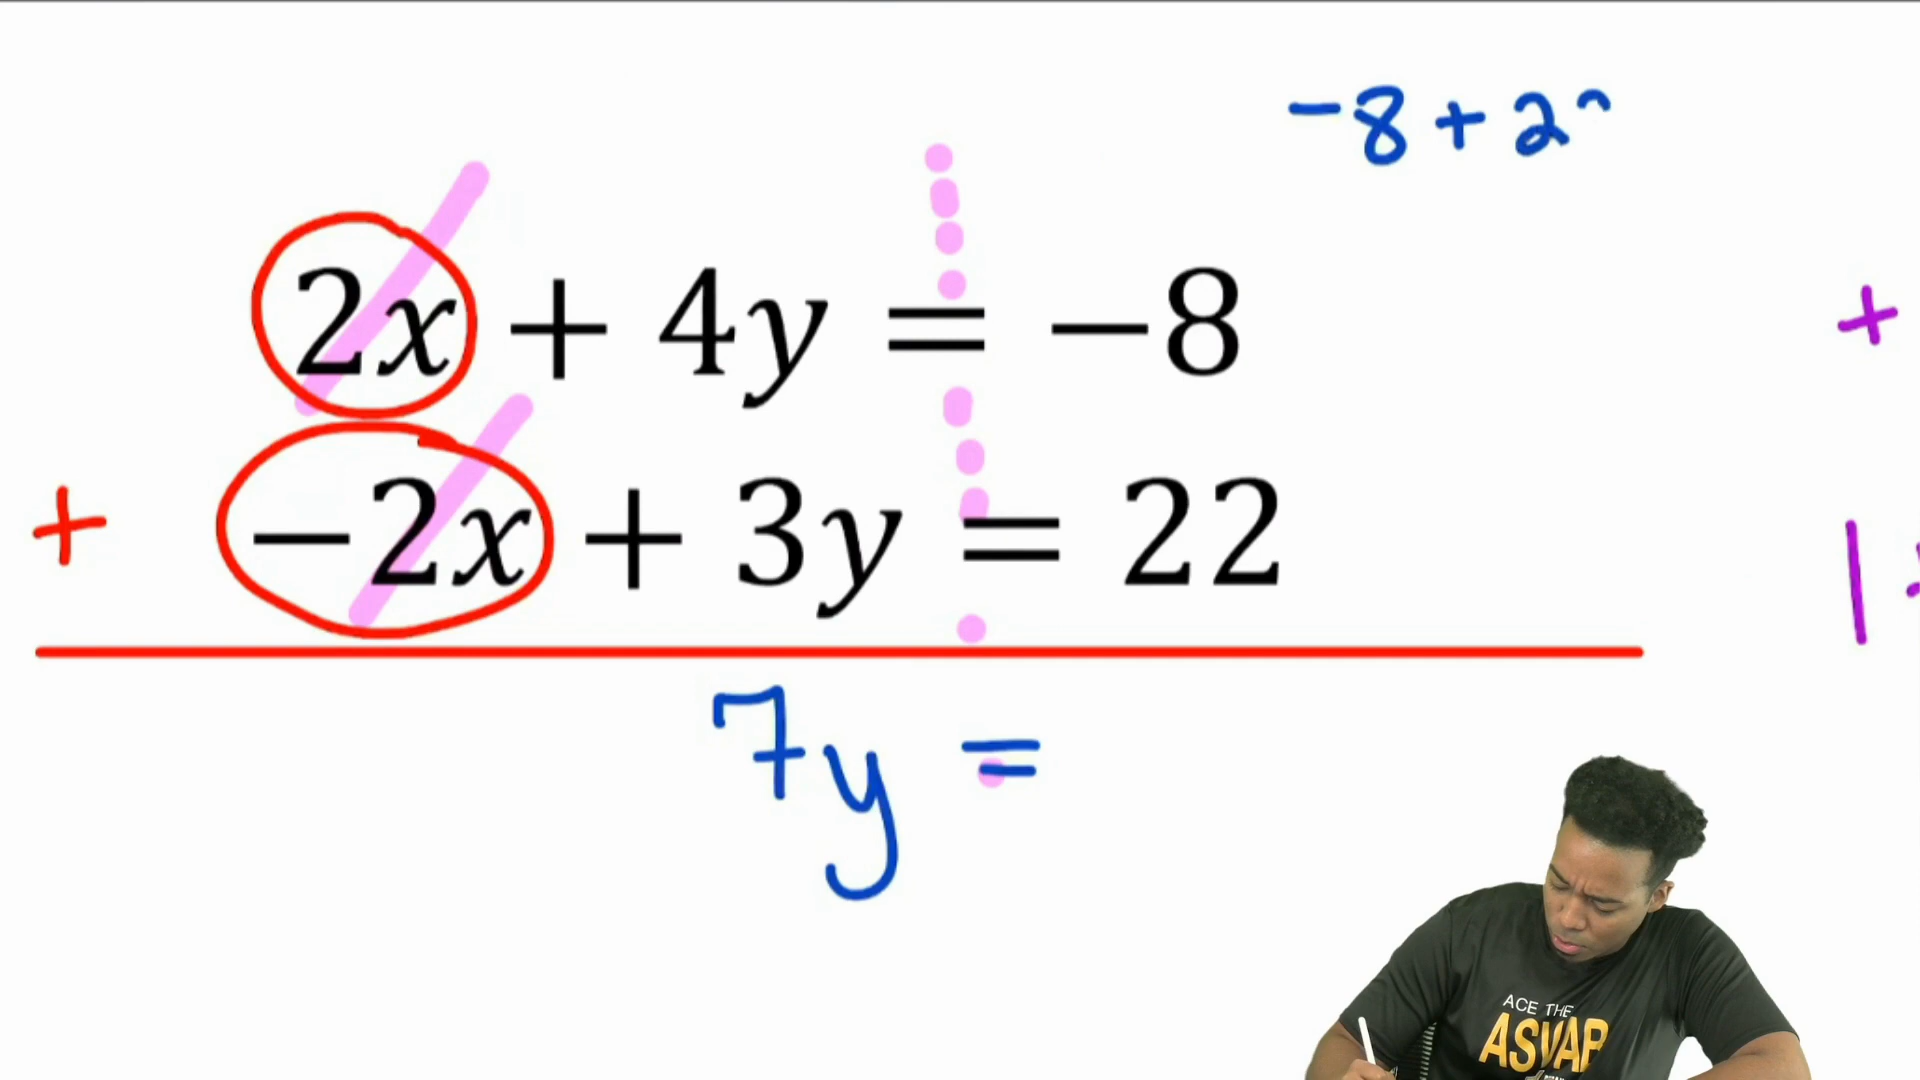 -8 + 2
2x + 4y = -8
+
+ -2x + 3y = 22
7y =
ACE THE
ASVAB